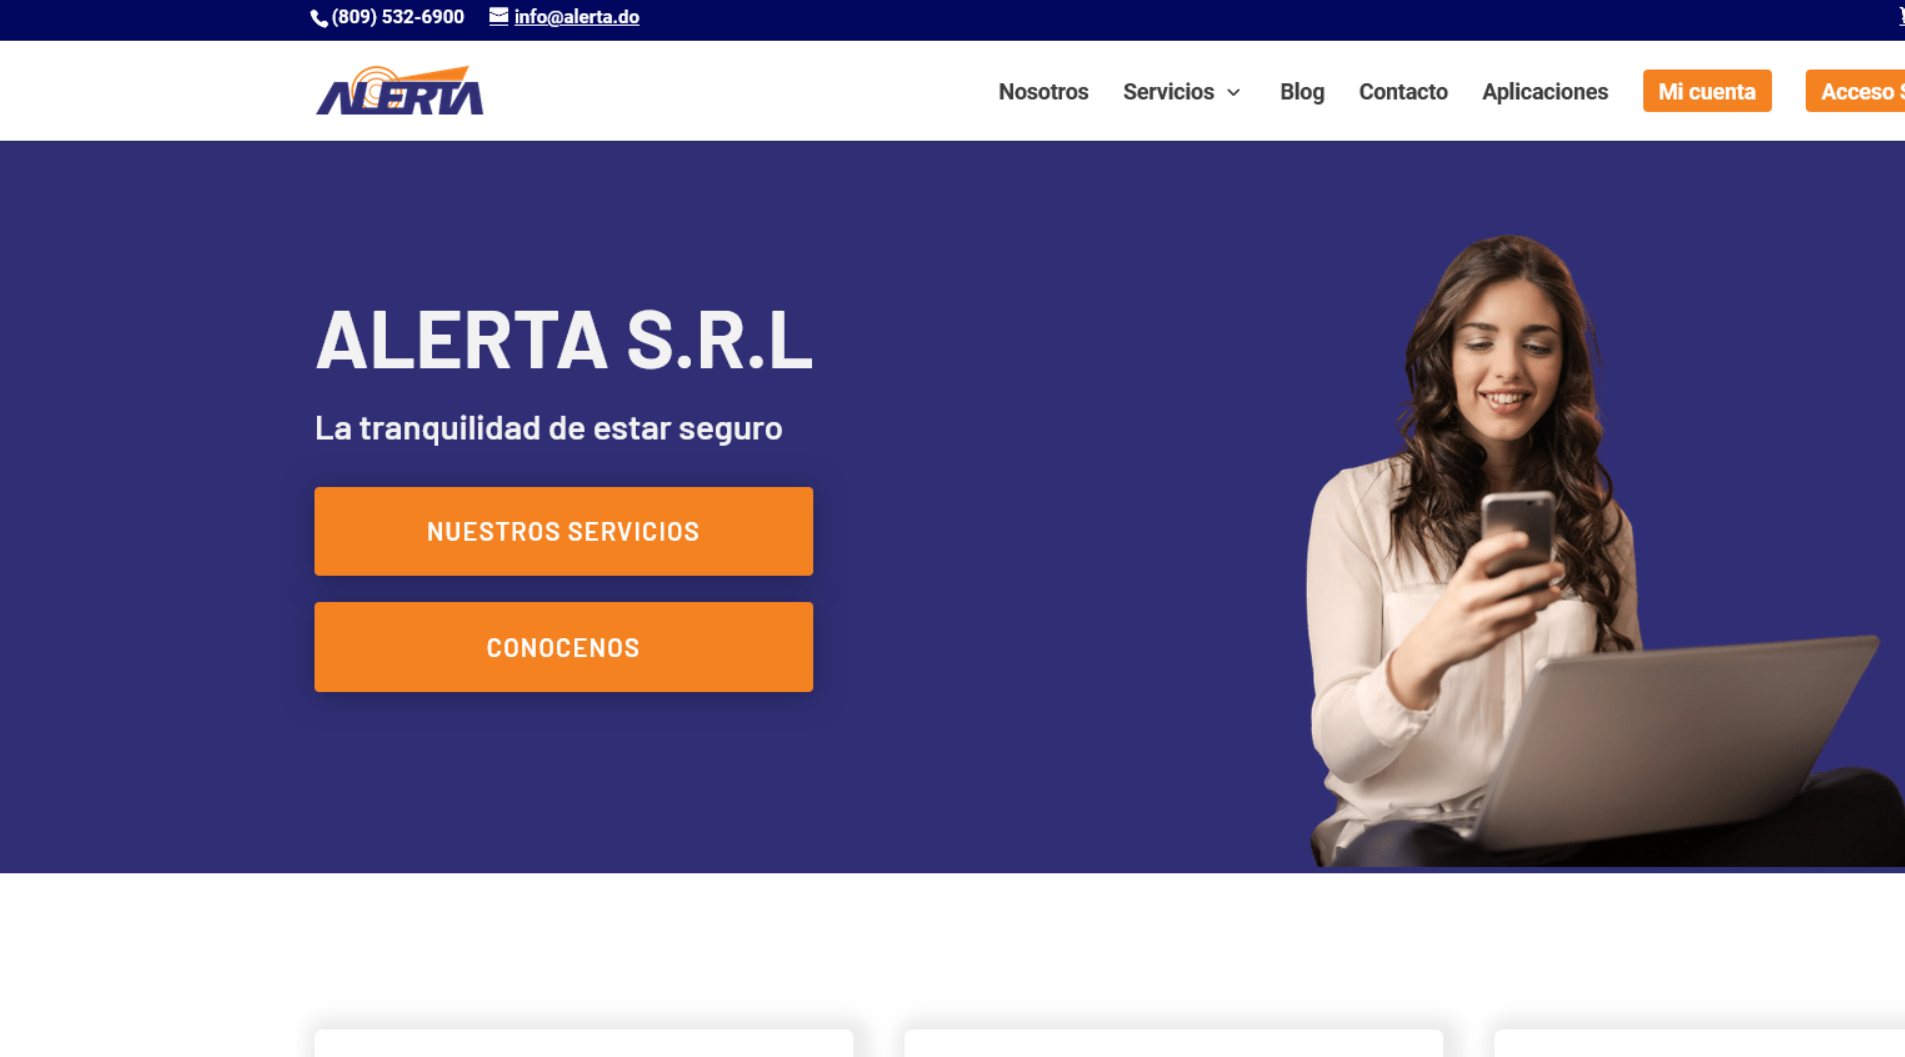 (809) 532-6900 info@alerta.do
ALERTA
Nosotros Servicios Blog Contacto Aplicaciones Mi cuenta Acceso
ALERTA S.R.L
La tranquilidad de estar seguro
NUESTROS SERVICIOS
CONOCENOS